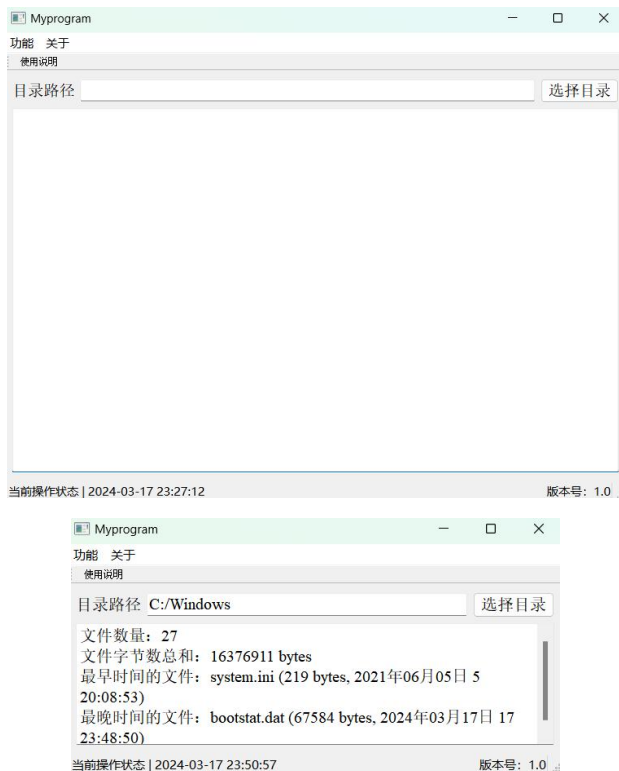 Myprogram
功能 关于
使用说明
目录路径 选择目录
当前操作状态 | 2024-03-17 23:27:12 版本号：1.0
Myprogram
功能 关于
使用说明
目录路径 C:/Windows 选择目录
文件数量：27
文件字节数总和：16376911 bytes
最早时间的文件：system.ini (219 bytes, 2021年06月05日 5
20:08:53)
最晚时间的文件：bootstat.dat (67584 bytes, 2024年03月17日 17
23:48:50)
当前操作状态 | 2024-03-17 23:50:57 版本号：1.0